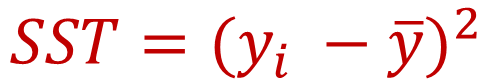 SST = (yᵢ − ȳ)²